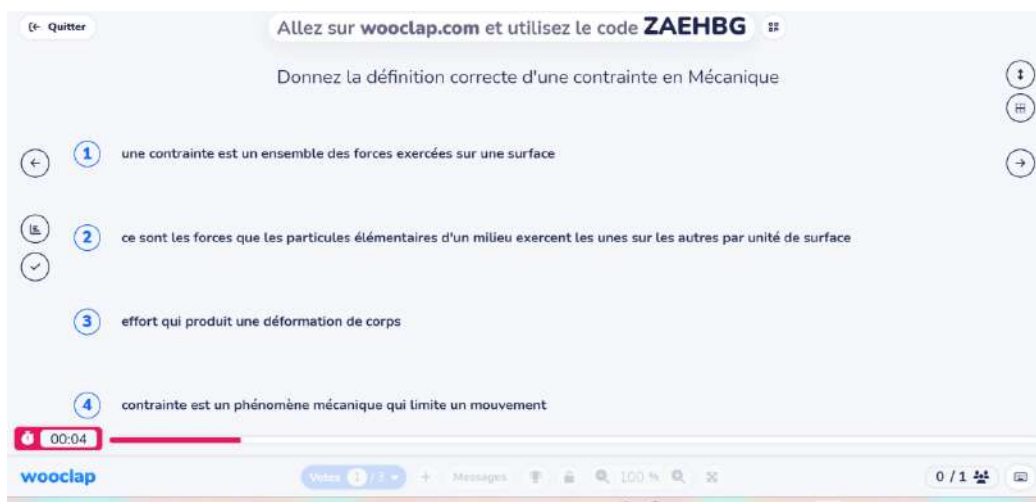 Quitter
Allez sur wooclap.com et utilisez le code ZAEHBG
Donnez la définition correcte d'une contrainte en Mécanique
1 une contrainte est un ensemble des forces exercées sur une surface
2 ce sont les forces que les particules élémentaires d'un milieu exercent les unes sur les autres par unité de surface
3 effort qui produit une déformation de corps
4 contrainte est un phénomène mécanique qui limite un mouvement
00:04
wooclap Votes 1 / 3 + Messages 100 % 0 / 1